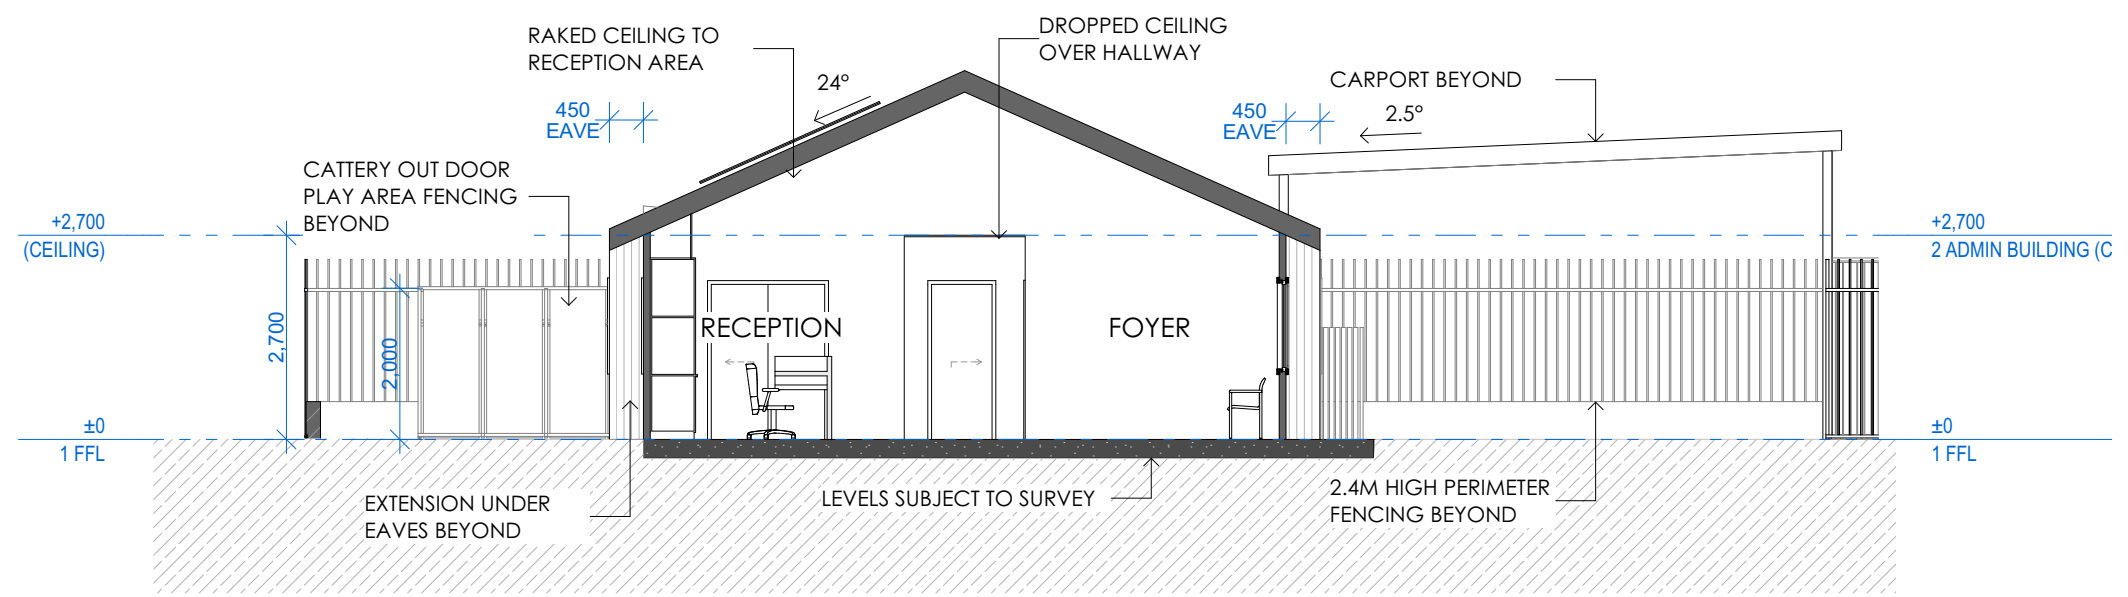 DROPPED CEILING
OVER HALLWAY
RAKED CEILING TO
RECEPTION AREA
24°
CARPORT BEYOND
2.5°
450
EAVE
450
EAVE
CATTERY OUT DOOR
PLAY AREA FENCING
BEYOND
+2,700
(CEILING)
+2,700
2 ADMIN BUILDING (C
2,700
2,000
RECEPTION
FOYER
±0
1 FFL
±0
1 FFL
EXTENSION UNDER
EAVES BEYOND
LEVELS SUBJECT TO SURVEY
2.4M HIGH PERIMETER
FENCING BEYOND